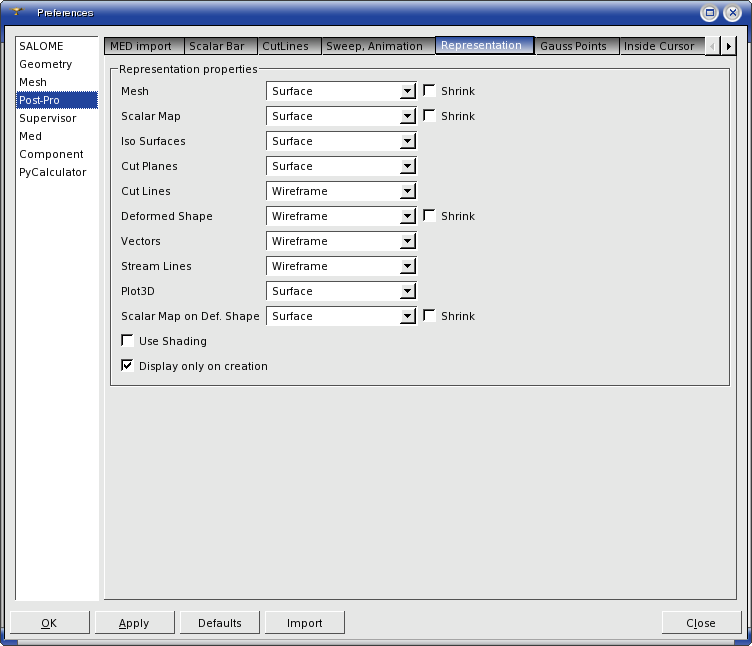 Preferences
SALOME
Geometry
Mesh
Post-Pro
Supervisor
Med
Component
PyCalculator
MED import Scalar Bar CutLines Sweep, Animation Representation Gauss Points Inside Cursor
Representation properties
Mesh Surface Shrink
Scalar Map Surface Shrink
Iso Surfaces Surface
Cut Planes Surface
Cut Lines Wireframe
Deformed Shape Wireframe Shrink
Vectors Wireframe
Stream Lines Wireframe
Plot3D Surface
Scalar Map on Def. Shape Surface Shrink
Use Shading
Display only on creation
OK Apply Defaults Import Close